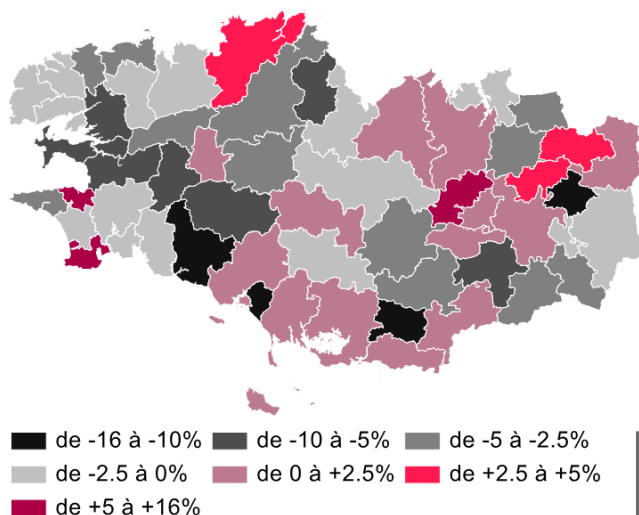 de -16 à -10% de -10 à -5% de -5 à -2.5%
de -2.5 à 0% de 0 à +2.5% de +2.5 à +5%
de +5 à +16%